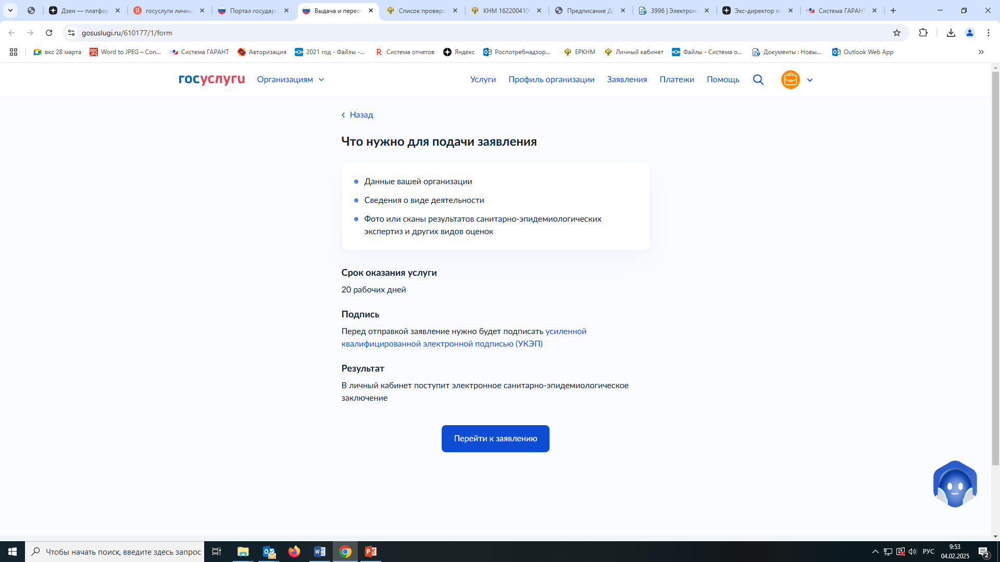 Дзен — платфор
госуслуги личны
Портал государс
Выдача и перео
Список проверо
КНМ 16220041
Предписание Д
3996 | Электрон
Экс-директор ел
Система ГАРАНТ
gosuslugi.ru/610177/1/form
вкс 28 марта
Word to JPEG – Con...
Система ГАРАНТ
Авторизация
2021 год - Файлы -...
Система отчетов
Яндекс
Роспотребнадзор...
ЕРКНМ
Личный кабинет
Файлы - Система о...
Документы : Новы...
Outlook Web App
госуслуги
Организациям
Услуги
Профиль организации
Заявления
Платежи
Помощь
Назад
Что нужно для подачи заявления
Данные вашей организации
Сведения о виде деятельности
Фото или сканы результатов санитарно-эпидемиологических
экспертиз и других видов оценок
Срок оказания услуги
20 рабочих дней
Подпись
Перед отправкой заявление нужно будет подписать усиленной
квалифицированной электронной подписью (УКЭП)
Результат
В личный кабинет поступит электронное санитарно-эпидемиологическое
заключение
Перейти к заявлению
Чтобы начать поиск, введите здесь запрос
РУС
9:53
04.02.2025
2